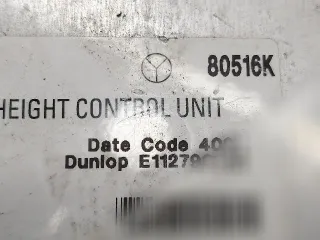 80516K
HEIGHT CONTROL UNIT
Date Code
Dunlop